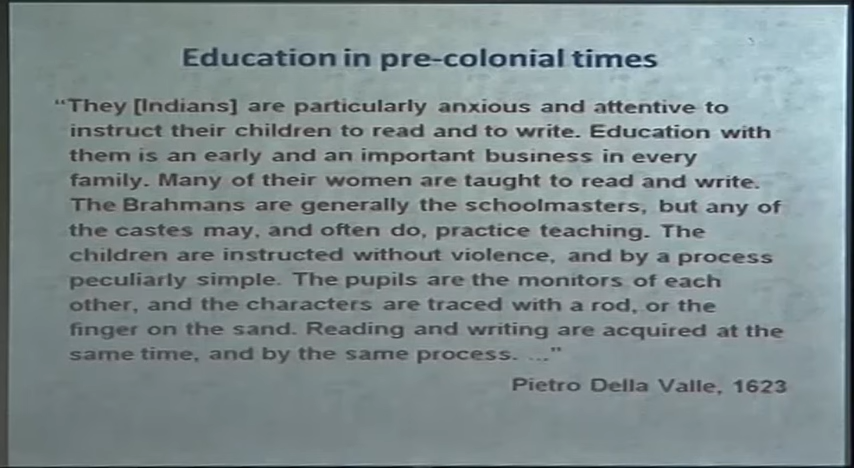 Education in pre-colonial times
“They [Indians] are particularly anxious and attentive to
instruct their children to read and to write. Education with
them is an early and an important business in every
family. Many of their women are taught to read and write.
The Brahmans are generally the schoolmasters, but any of
the castes may, and often do, practice teaching. The
children are instructed without violence, and by a process
peculiarly simple. The pupils are the monitors of each
other, and the characters are traced with a rod, or the
finger on the sand. Reading and writing are acquired at the
same time, and by the same process. ...”
Pietro Della Valle, 1623